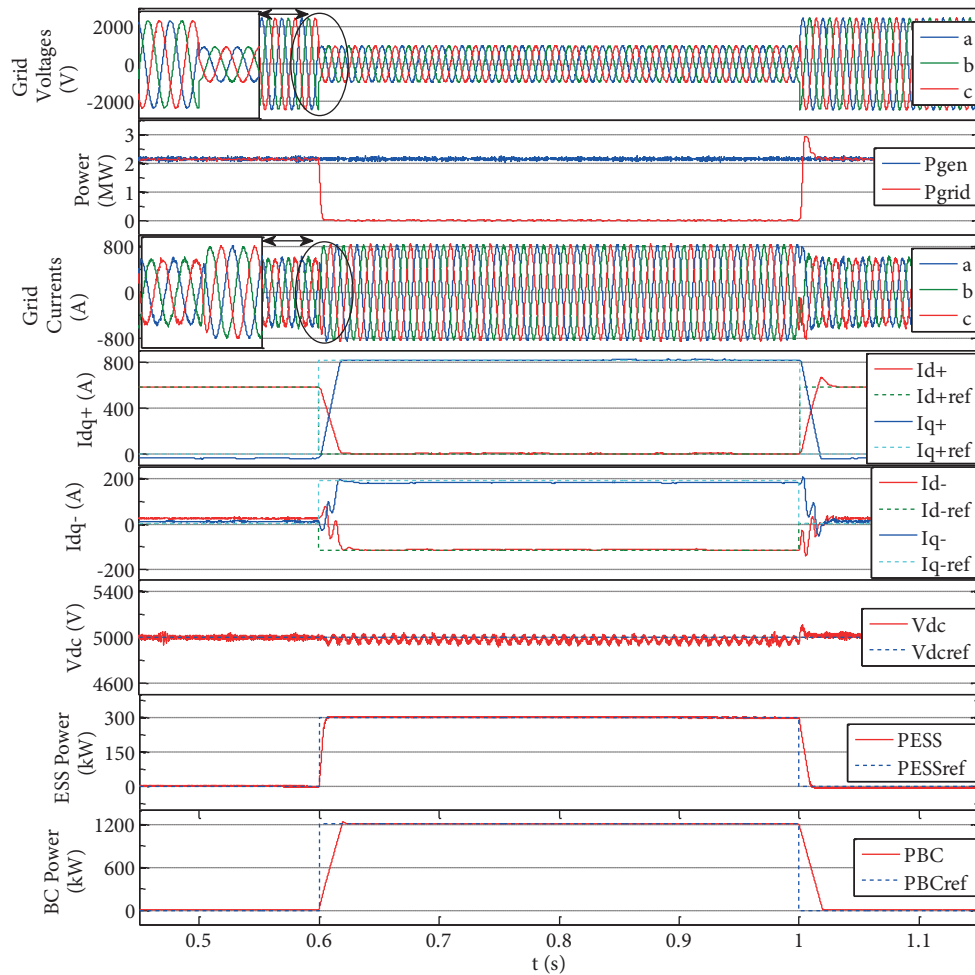 Grid
Voltages
(V)
2000
0
-2000
a
b
c
Power
(MW)
3
2
1
0
Pgen
Pgrid
Grid
Currents
(A)
800
0
-800
a
b
c
Idq+ (A)
800
400
0
Id+
Id+ref
Iq+
Iq+ref
Idq- (A)
200
0
-200
Id-
Id-ref
Iq-
Iq-ref
Vdc (V)
5400
5000
4600
Vdc
Vdcref
ESS Power
(kW)
300
150
0
PESS
PESSref
BC Power
(kW)
1200
600
0
PBC
PBCref
0.5 0.6 0.7 0.8 0.9 1 1.1
t (s)